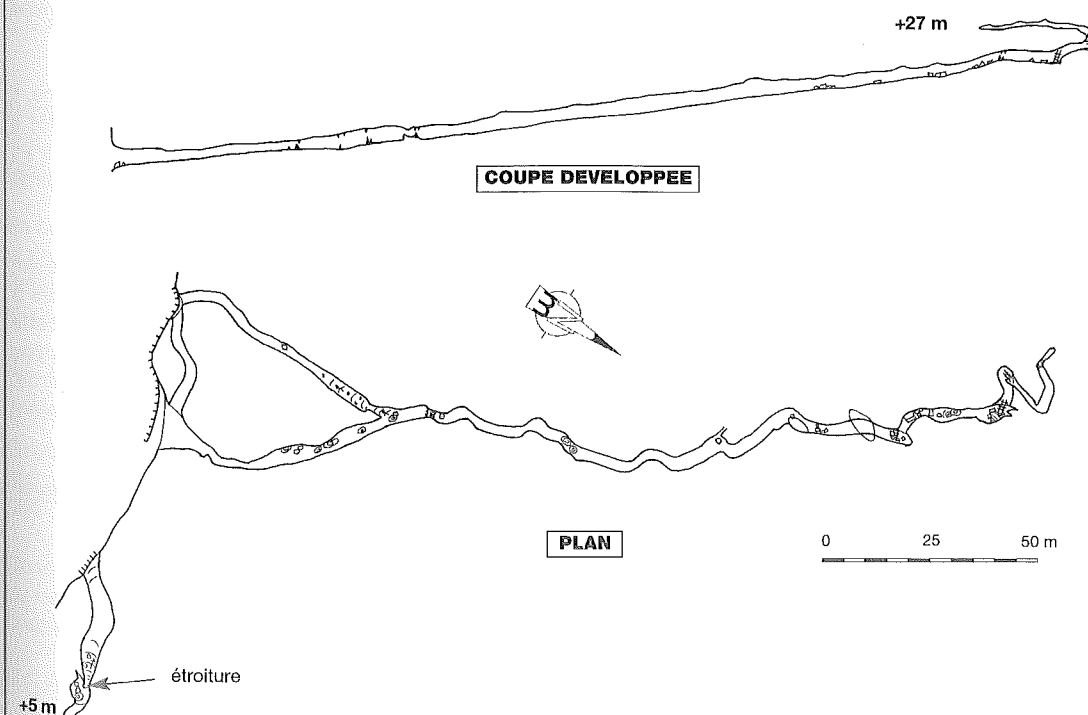 +27 m
COUPE DEVELOPPEE
PLAN
0 25 50 m
étroiture
+5 m